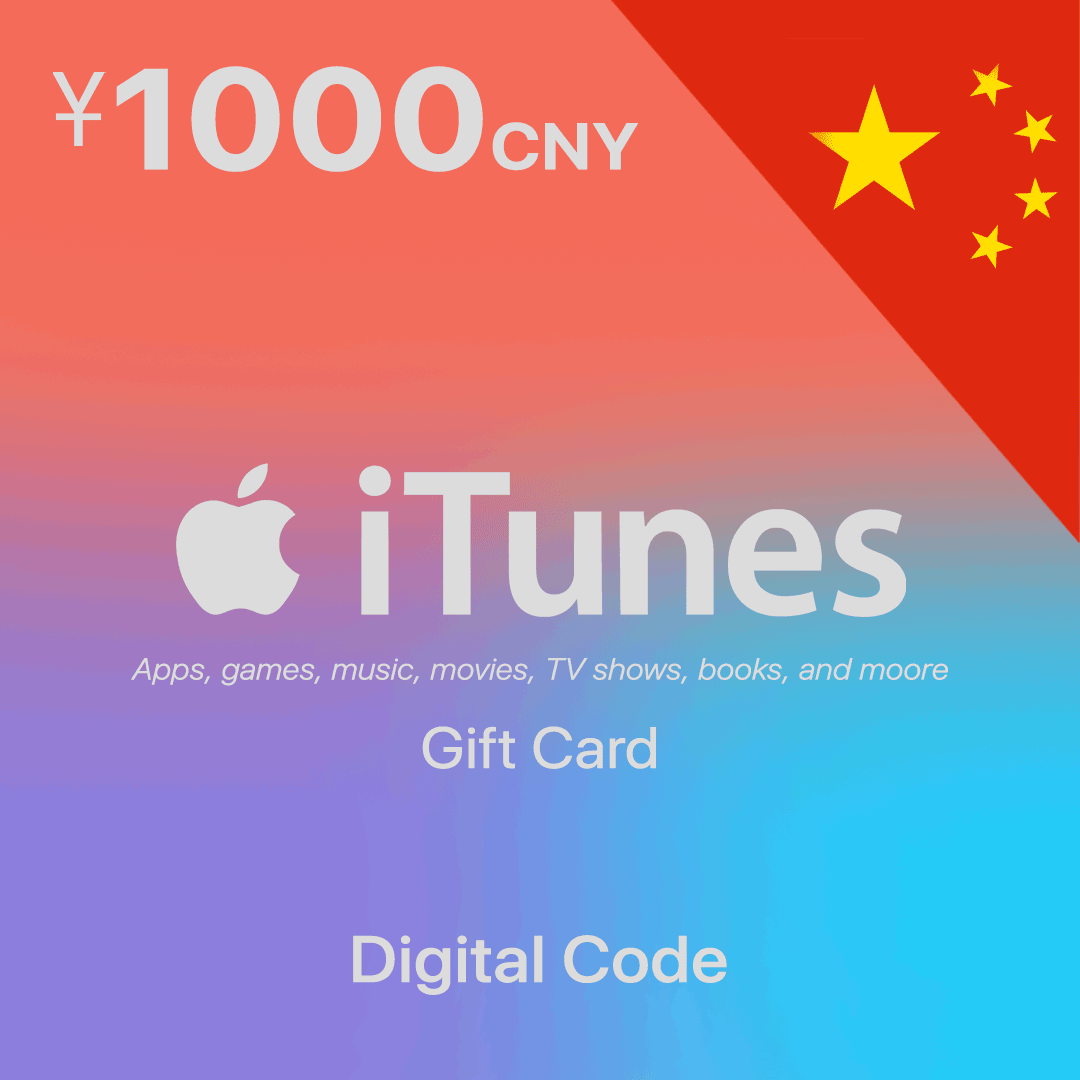 ¥1000CNY
iTunes
Apps, games, music, movies, TV shows, books, and moore
Gift Card
Digital Code